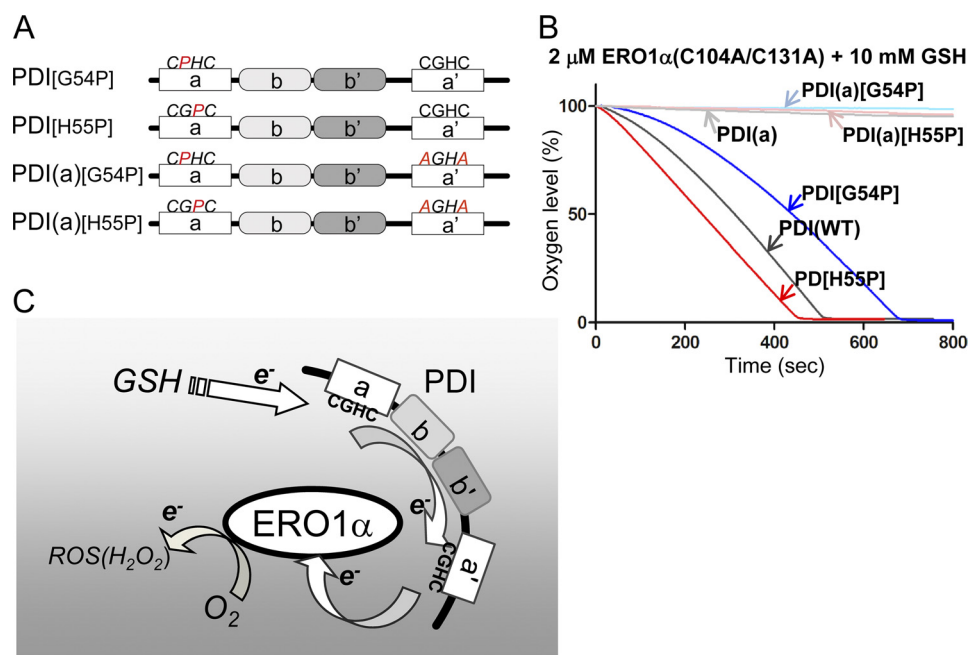 A
PDI[G54P]
CPHC
CGHC
a
b
b'
a'
PDI[H55P]
CGPC
CGHC
a
b
b'
a'
PDI(a)[G54P]
CPHC
AGHA
a
b
b'
a'
PDI(a)[H55P]
CGPC
AGHA
a
b
b'
a'
B
2 μM ERO1α(C104A/C131A) + 10 mM GSH
Oxygen level (%)
100
50
0
PDI(a)[G54P]
PDI(a)
PDI(a)[H55P]
PDI[G54P]
PDI(WT)
PD[H55P]
0
200
400
600
800
Time (sec)
C
GSH
e-
a
CGHC
PDI
b
b'
e-
CGHC
a'
ERO1α
e-
e-
ROS(H₂O₂)
O₂